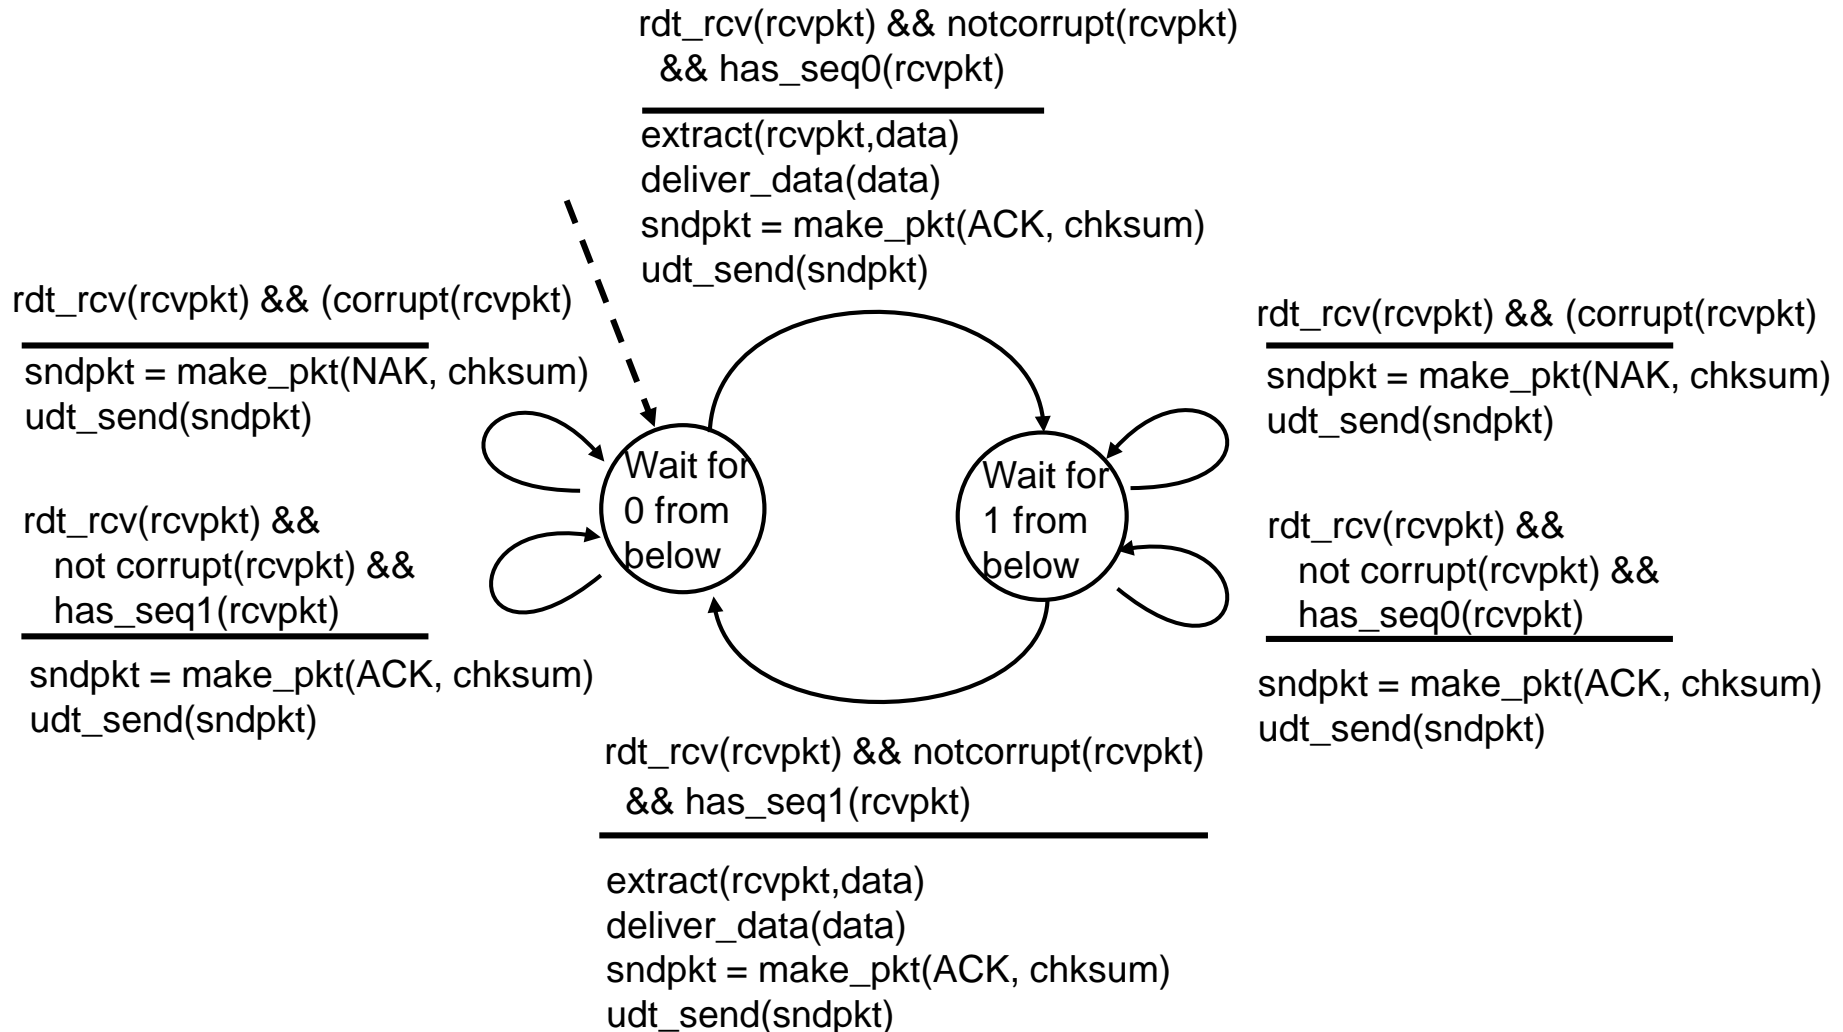 rdt_rcv(rcvpkt) && notcorrupt(rcvpkt)
&& has_seq0(rcvpkt)
extract(rcvpkt,data)
deliver_data(data)
sndpkt = make_pkt(ACK, chksum)
udt_send(sndpkt)
rdt_rcv(rcvpkt) && (corrupt(rcvpkt)
sndpkt = make_pkt(NAK, chksum)
udt_send(sndpkt)
rdt_rcv(rcvpkt) &&
not corrupt(rcvpkt) &&
has_seq1(rcvpkt)
sndpkt = make_pkt(ACK, chksum)
udt_send(sndpkt)
Wait for
0 from
below
Wait for
1 from
below
rdt_rcv(rcvpkt) && (corrupt(rcvpkt)
sndpkt = make_pkt(NAK, chksum)
udt_send(sndpkt)
rdt_rcv(rcvpkt) &&
not corrupt(rcvpkt) &&
has_seq0(rcvpkt)
sndpkt = make_pkt(ACK, chksum)
udt_send(sndpkt)
rdt_rcv(rcvpkt) && notcorrupt(rcvpkt)
&& has_seq1(rcvpkt)
extract(rcvpkt,data)
deliver_data(data)
sndpkt = make_pkt(ACK, chksum)
udt_send(sndpkt)